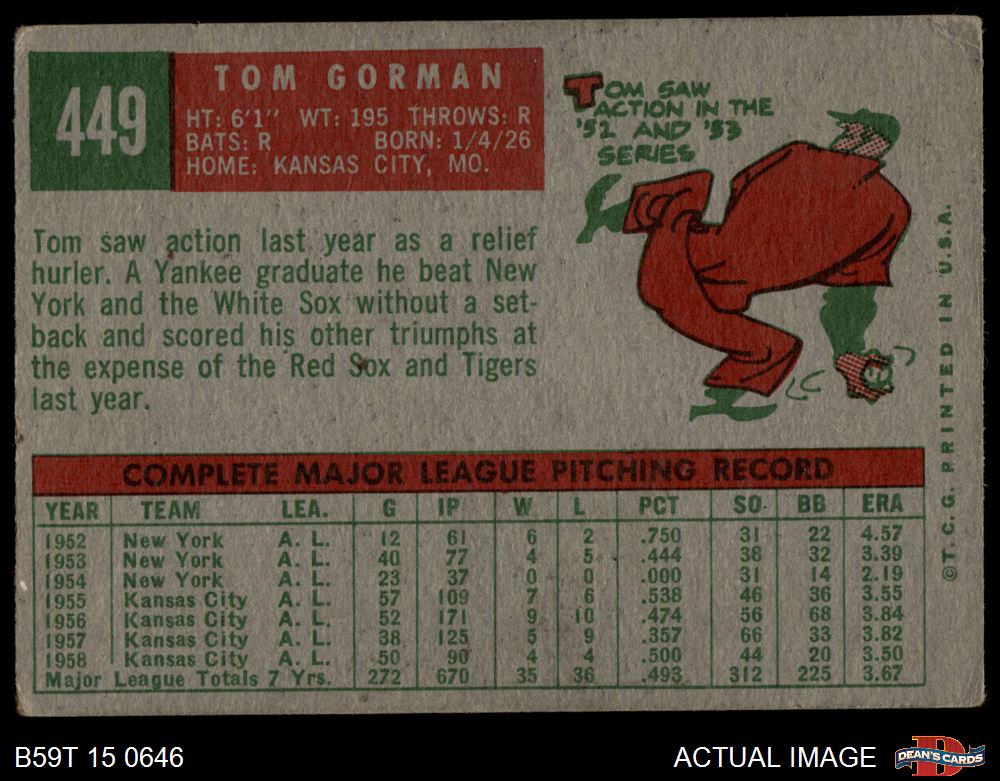 449
TOM GORMAN
HT: 6'1" WT: 195 THROWS: R
BATS: R BORN: 1/4/26
HOME: KANSAS CITY, MO.
TOM SAW
ACTION IN THE
'52 AND '53
SERIES
Tom saw action last year as a relief
hurler. A Yankee graduate he beat New
York and the White Sox without a set-
back and scored his other triumphs at
the expense of the Red Sox and Tigers
last year.
COMPLETE MAJOR LEAGUE PITCHING RECORD
YEAR TEAM LEA. G IP W L PCT SO BB ERA
1952 New York A. L. 12 61 6 2 .750 31 22 4.57
1953 New York A. L. 40 77 4 5 .444 38 32 3.39
1954 New York A. L. 23 37 0 0 .000 31 14 2.19
1955 Kansas City A. L. 57 109 7 6 .538 46 36 3.55
1956 Kansas City A. L. 52 171 9 10 .474 56 68 3.84
1957 Kansas City A. L. 38 125 5 9 .357 66 33 3.82
1958 Kansas City A. L. 50 90 4 4 .500 44 20 3.50
Major League Totals 7 Yrs. 272 670 35 36 .493 312 225 3.67
©T. C. G. PRINTED IN U.S.A.
B59T 15 0646
ACTUAL IMAGE
D
DEAN'S CARDS